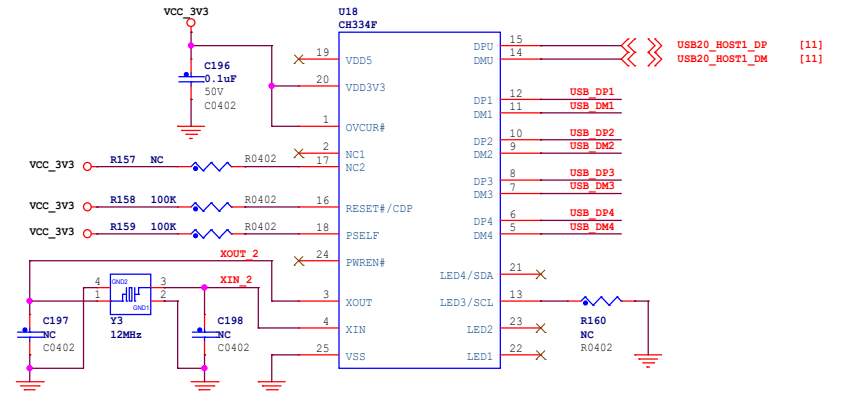 VCC_3V3
U18
CH334F
C196
0.1uF
50V
C0402
19 VDD5
20 VDD3V3
1 OVCUR#
2 NC1
17 NC2
16 RESET#/CDP
18 PSELF
24 PWREN#
3 XOUT
4 XIN
25 VSS
DPU 15 USB20_HOST1_DP [11]
DMU 14 USB20_HOST1_DM [11]
DP1 12 USB_DP1
DM1 11 USB_DM1
DP2 10 USB_DP2
DM2 9 USB_DM2
DP3 8 USB_DP3
DM3 7 USB_DM3
DP4 6 USB_DP4
DM4 5 USB_DM4
LED4/SDA 21
LED3/SCL 13
LED2 23
LED1 22
VCC_3V3 R157 NC R0402
VCC_3V3 R158 100K R0402
VCC_3V3 R159 100K R0402
XOUT_2
XIN_2
4 GND2 3
1 GND1 2
Y3
12MHz
C197
NC
C0402
C198
NC
C0402
R160
NC
R0402